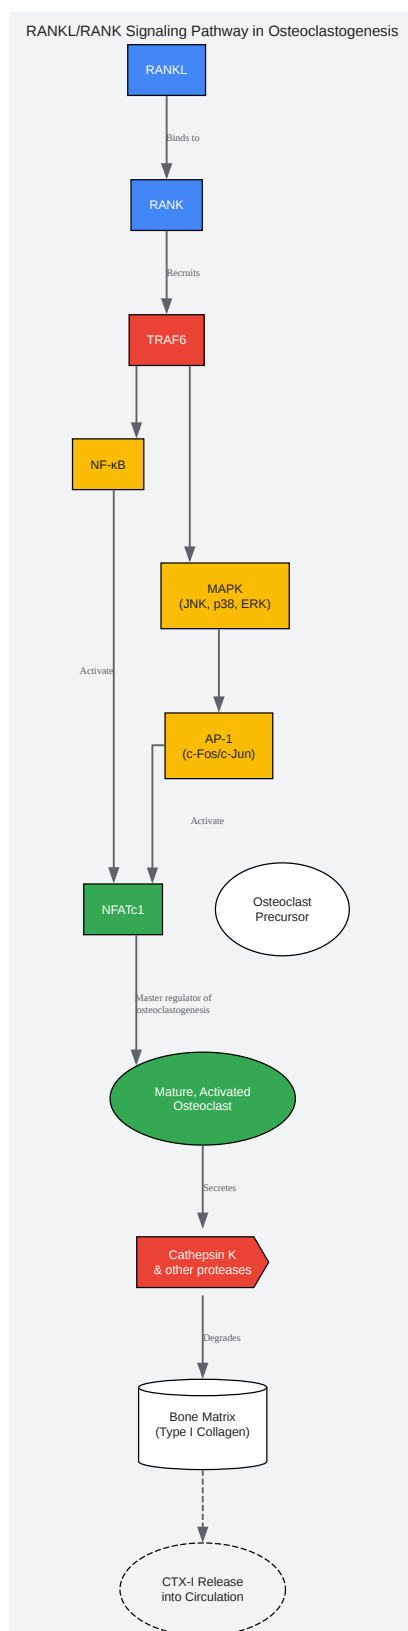 RANKL/RANK Signaling Pathway in Osteoclastogenesis
RANKL
Binds to
RANK
Recruits
TRAF6
NF-κB
MAPK
(JNK, p38, ERK)
Activate
AP-1
(c-Fos/c-Jun)
Activate
NFATc1
Osteoclast
Precursor
Master regulator of
osteoclastogenesis
Mature, Activated
Osteoclast
Secretes
Cathepsin K
& other proteases
Degrades
Bone Matrix
(Type I Collagen)
CTX-I Release
into Circulation